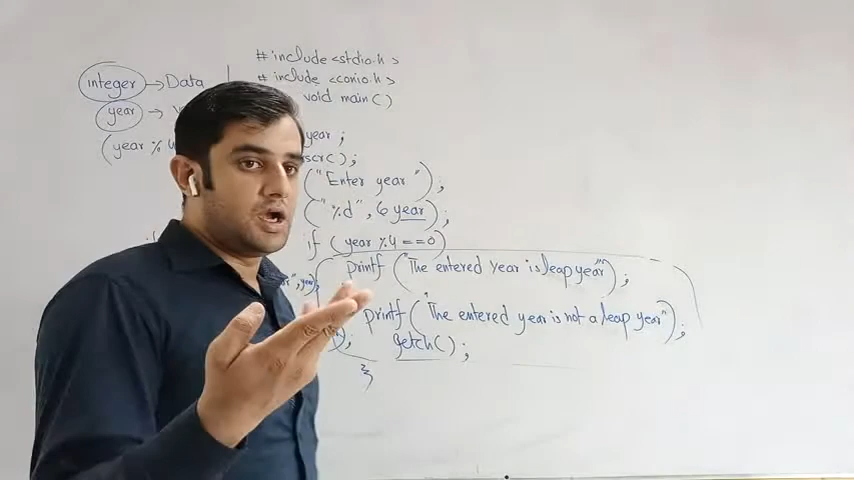 #include <stdio.h>
integer → Data
# include <conio.h>
year →
void main()
(year %
year ;
scr();
("Enter year");
("%d", & year);
if (year %4 ==0)
printf ("The entered year is leap year");
printf ("The entered year is not a leap year");
getch();
}